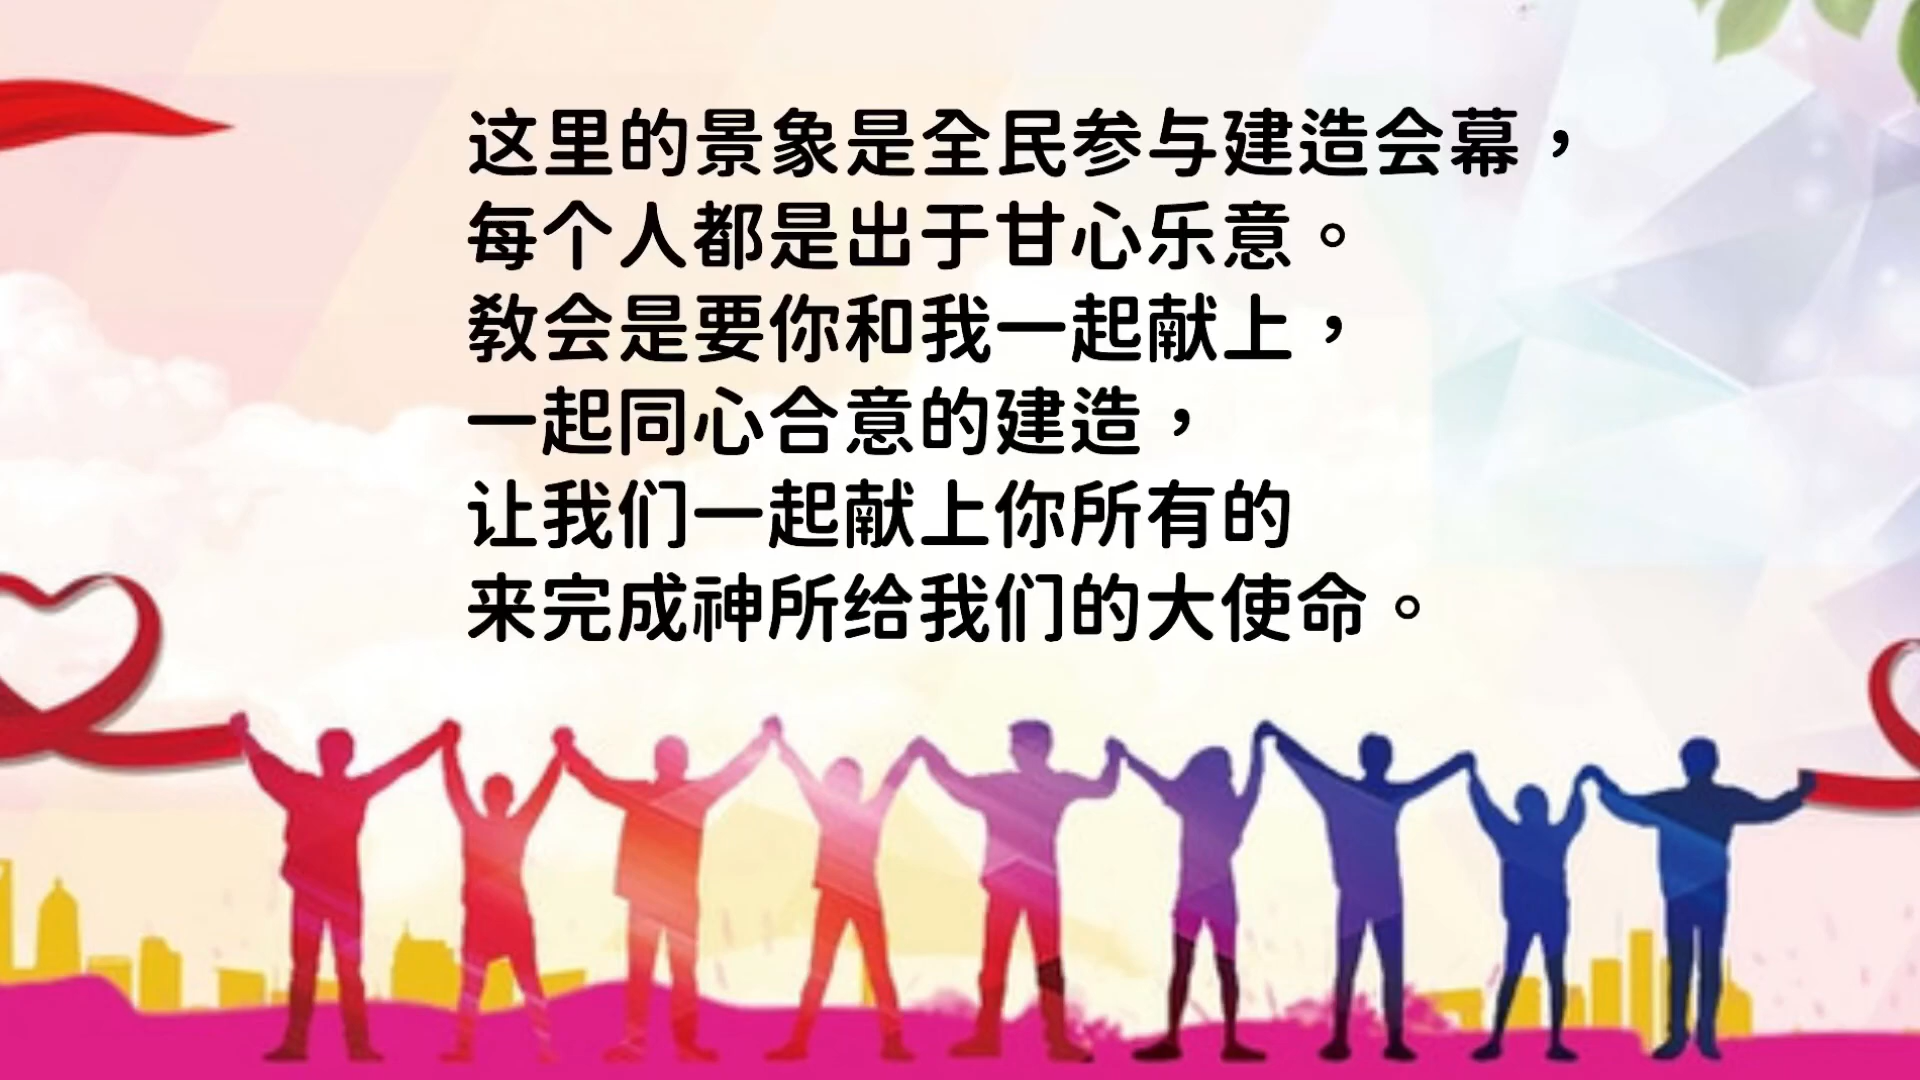 这里的景象是全民参与建造会幕，
每个人都是出于甘心乐意。
教会是要你和我一起献上，
一起同心合意的建造，
让我们一起献上你所有的
来完成神所给我们的大使命。